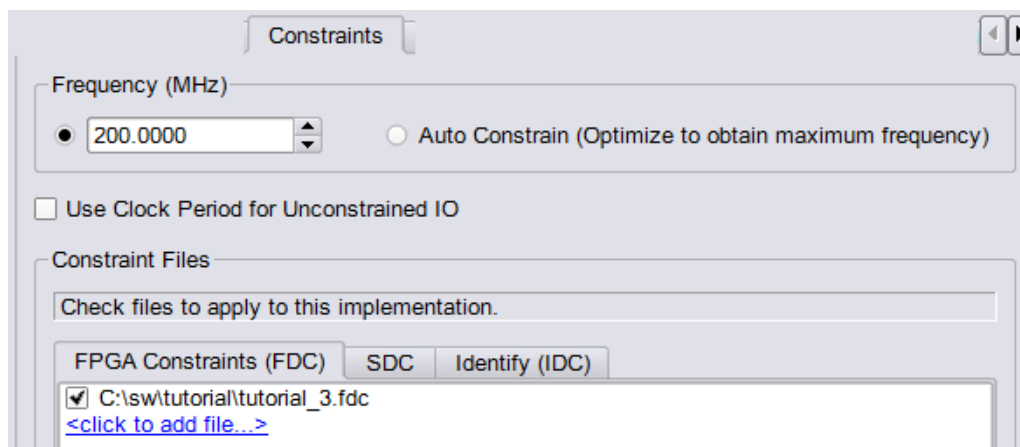 Constraints
Frequency (MHz)
200.0000 Auto Constrain (Optimize to obtain maximum frequency)
Use Clock Period for Unconstrained IO
Constraint Files
Check files to apply to this implementation.
FPGA Constraints (FDC) SDC Identify (IDC)
C:\sw\tutorial\tutorial_3.fdc
<click to add file...>